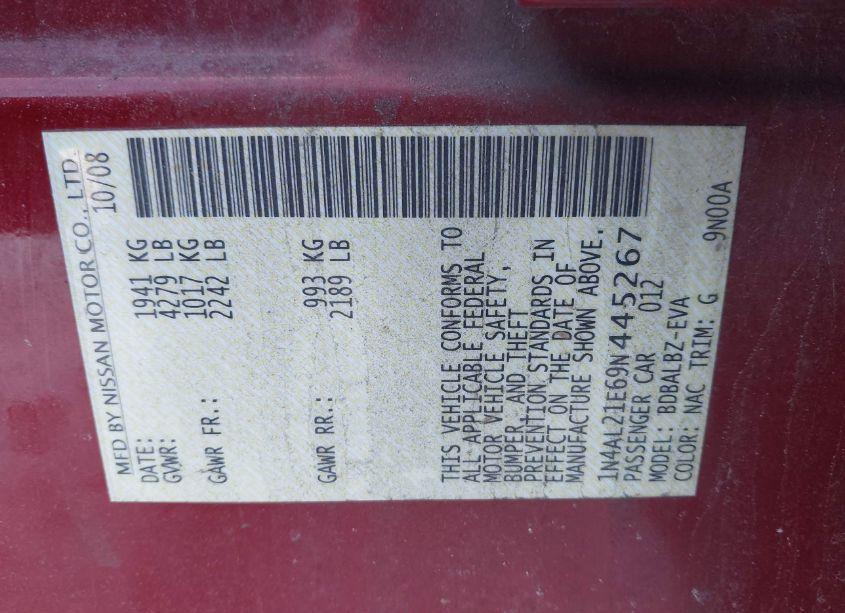 MFD BY NISSAN MOTOR CO., LTD.
DATE: 10/08
GVWR: 1941 KG
4279 LB
GAWR FR.: 1017 KG
2242 LB
GAWR RR.: 993 KG
2189 LB
THIS VEHICLE CONFORMS TO
ALL APPLICABLE FEDERAL
MOTOR VEHICLE SAFETY,
BUMPER, AND THEFT
PREVENTION STANDARDS IN
EFFECT ON THE DATE OF
MANUFACTURE SHOWN ABOVE.
1N4AL21E69N445267
PASSENGER CAR 012
MODEL: BDBALBZ-EVA
COLOR: NAC TRIM: G 9N00A